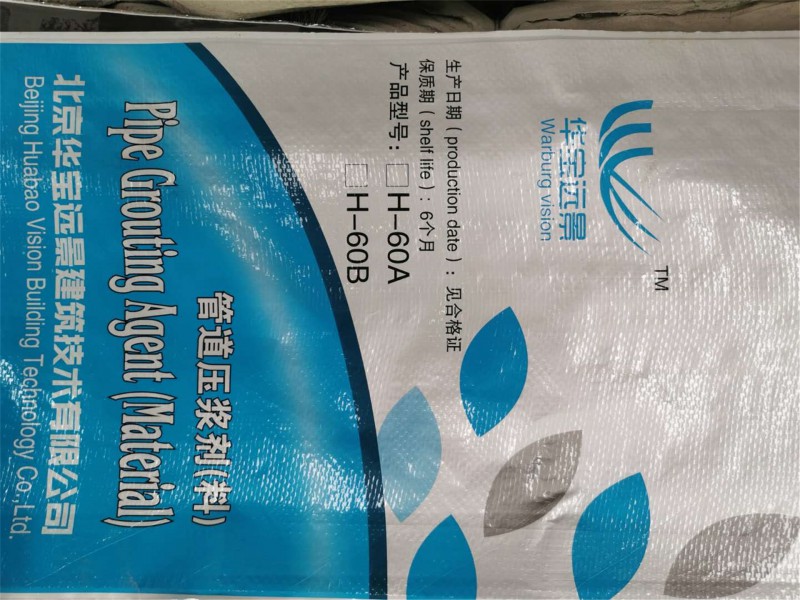 TM
华宝远景
Warburg vision
生产日期（production date）：见合格证
保质期（shelf life）：6个月
产品型号：□H-60A
□H-60B
管道压浆剂(料)
Pipe Grouting Agent (Material)
北京华宝远景建筑技术有限公司
Beijing Huabao Vision Building Technology Co.,Ltd.